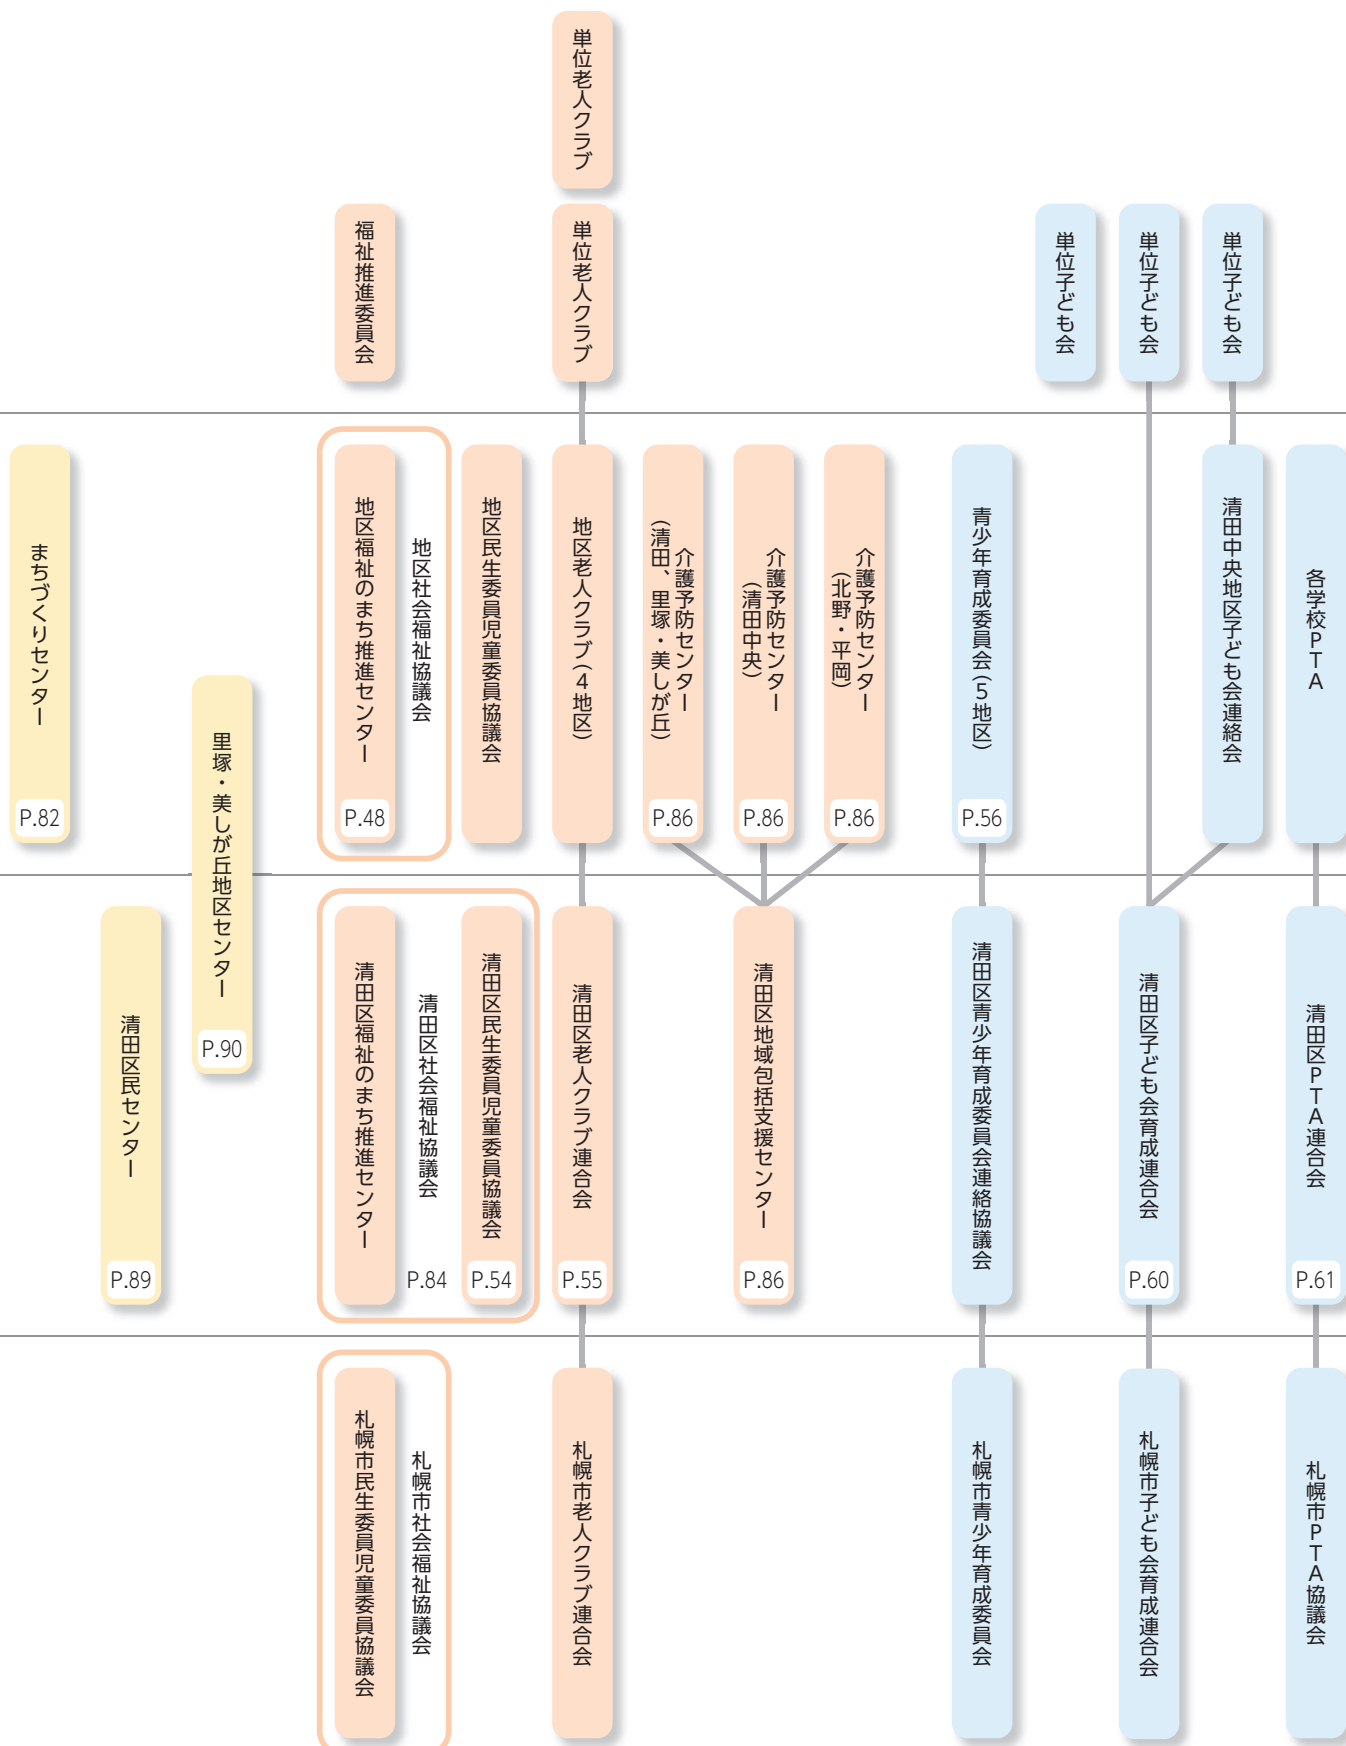 単位老人クラブ
福祉推進委員会
単位老人クラブ
単位子ども会
単位子ども会
単位子ども会
まちづくりセンター
P.82
里塚・美しが丘地区センター
P.90
地区福祉のまち推進センター
P.48
地区社会福祉協議会
地区民生委員児童委員協議会
地区老人クラブ(4地区)
介護予防センター
(清田、里塚・美しが丘)
P.86
介護予防センター
(清田中央)
P.86
介護予防センター
(北野・平岡)
P.86
青少年育成委員会(5地区)
P.56
清田中央地区子ども会連絡会
各学校PTA
清田区民センター
P.89
清田区福祉のまち推進センター
清田区社会福祉協議会
P.84
清田区民生委員児童委員協議会
P.54
清田区老人クラブ連合会
P.55
清田区地域包括支援センター
P.86
清田区青少年育成委員会連絡協議会
清田区子ども会育成連合会
P.60
清田区PTA連合会
P.61
札幌市民生委員児童委員協議会
札幌市社会福祉協議会
札幌市老人クラブ連合会
札幌市青少年育成委員会
札幌市子ども会育成連合会
札幌市PTA協議会